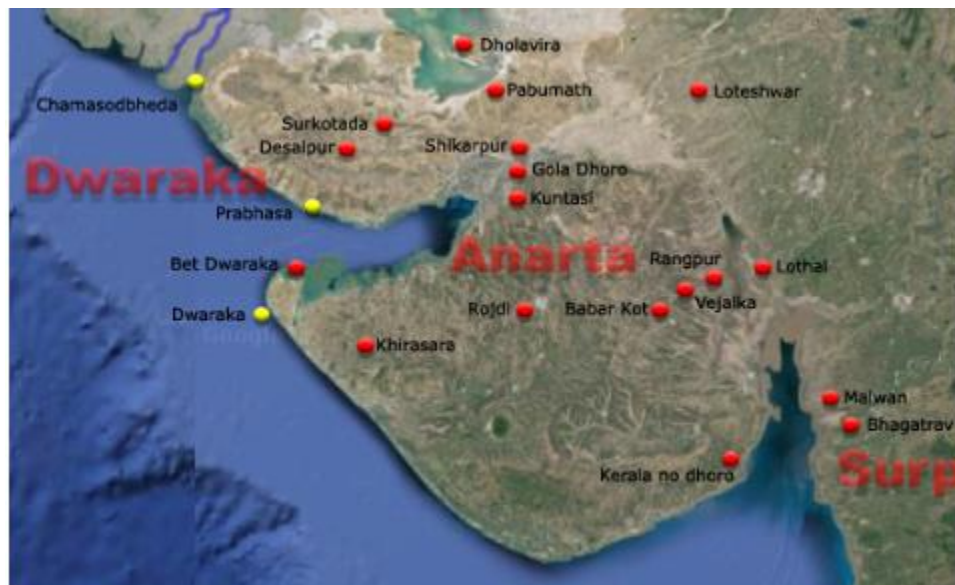 Dholavira
Chamasodbheda
Pabumath
Loteshwar
Surkotada
Desalpur
Shikarpur
Gola Dhoro
Dwaraka
Kuntasi
Prabhasa
Anarta
Rangpur
Bet Dwaraka
Lothal
Vejalka
Dwaraka
Rojdi
Babar Kot
Khirasara
Malwan
Bhagatrav
Kerala no dhoro
Surp